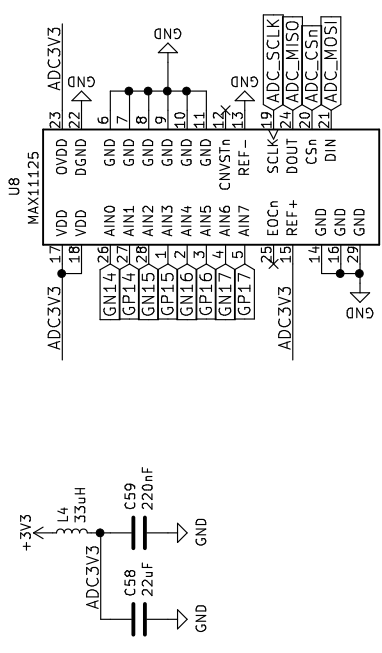 U8
MAX11125
ADC3V3
23
OVDD
GND
22
DGND
GND
6
GND
7
GND
8
GND
9
GND
10
GND
11
GND
12
CNVSTn
GND
13
REF-
ADC_SCLK
19
SCLK
ADC_MISO
24
DOUT
ADC_CSn
20
CSn
ADC_MOSI
21
DIN
ADC3V3
17
VDD
18
VDD
GN14
26
AIN0
GP14
27
AIN1
GN15
28
AIN2
GP15
1
AIN3
GN16
2
AIN4
GP16
3
AIN5
GN17
4
AIN6
GP17
5
AIN7
25
EOCn
ADC3V3
15
REF+
14
GND
16
GND
29
GND
GND
+3V3
L4
33uH
ADC3V3
C59
220nF
GND
C58
22uF
GND